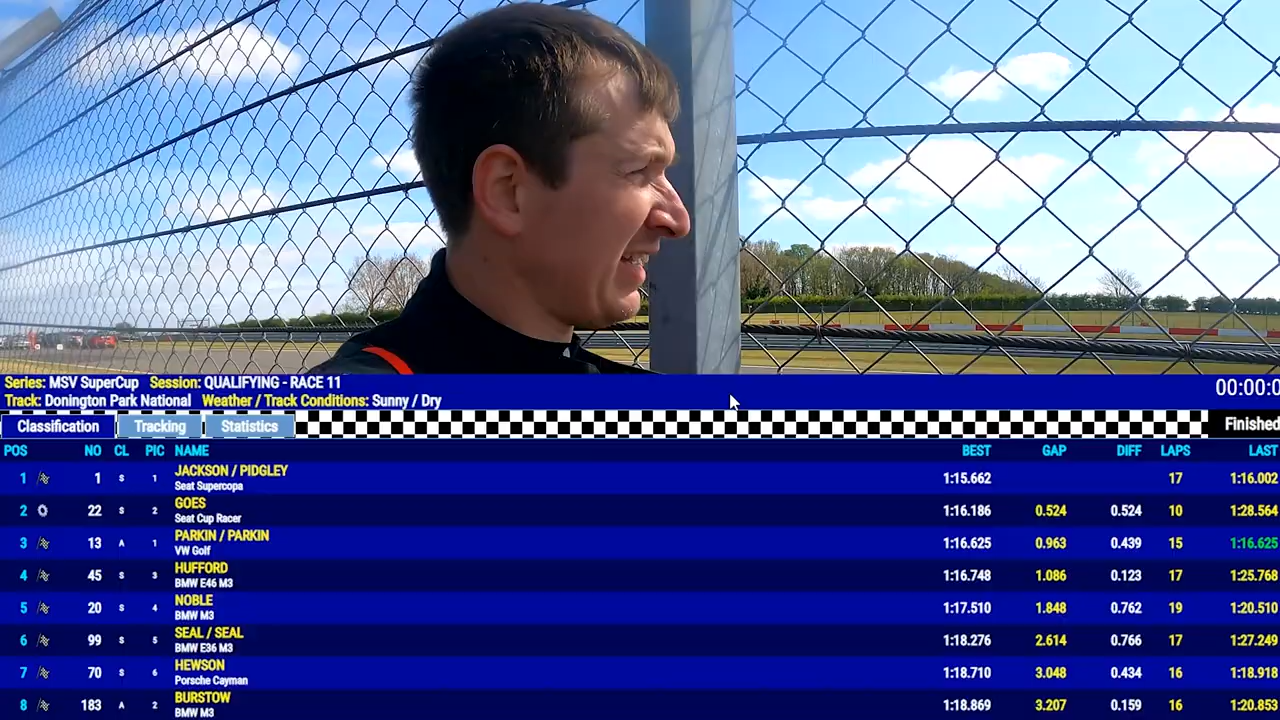 Series: MSV SuperCup Session: QUALIFYING - RACE 11
00:00:0
Track: Donington Park National Weather / Track Conditions: Sunny / Dry
Classification Tracking Statistics Finished
POS NO CL PIC NAME BEST GAP DIFF LAPS LAST
1 1 S 1 JACKSON / PIDGLEY 1:15.662 17 1:16.002
Seat Supercopa
2 22 S 2 GOES 1:16.186 0.524 0.524 10 1:28.564
Seat Cup Racer
3 13 A 1 PARKIN / PARKIN 1:16.625 0.963 0.439 15 1:16.625
VW Golf
4 45 S 3 HUFFORD 1:16.748 1.086 0.123 17 1:25.768
BMW E46 M3
5 20 S 4 NOBLE 1:17.510 1.848 0.762 19 1:20.510
BMW M3
6 99 S 5 SEAL / SEAL 1:18.276 2.614 0.766 17 1:27.249
BMW E36 M3
7 70 S 6 HEWSON 1:18.710 3.048 0.434 16 1:18.918
Porsche Cayman
8 183 A 2 BURSTOW 1:18.869 3.207 0.159 16 1:20.853
BMW M3